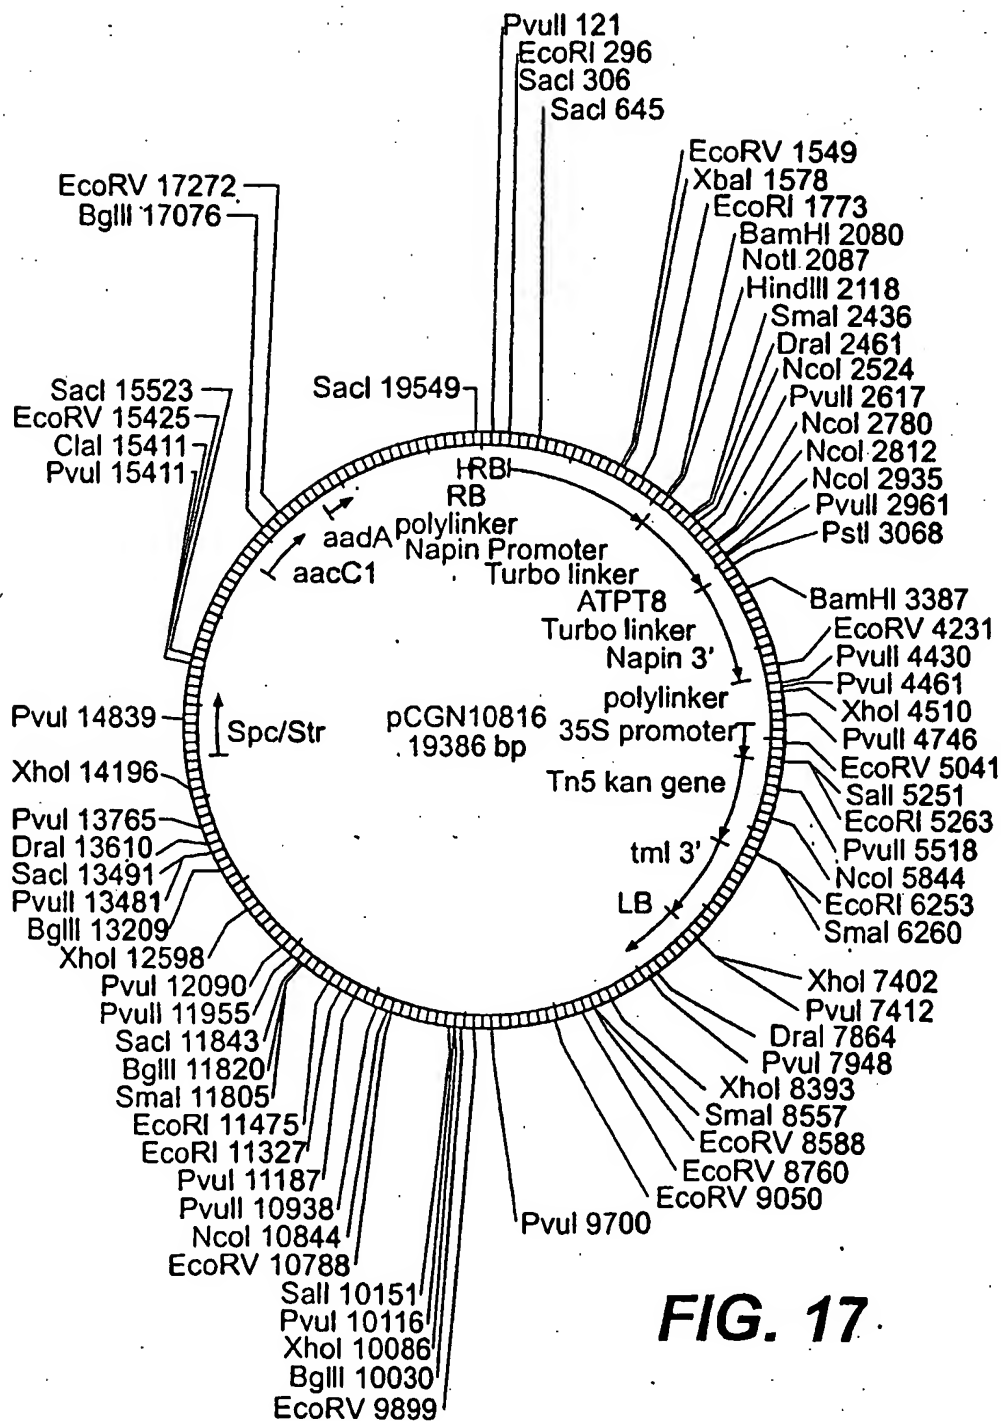 PvuII 121
EcoRI 296
SacI 306
SacI 645
EcoRV 1549
XbaI 1578
EcoRI 1773
BamHI 2080
NotI 2087
HindIII 2118
SmaI 2436
DraI 2461
NcoI 2524
PvuII 2617
NcoI 2780
NcoI 2812
NcoI 2935
PvuII 2961
PstI 3068
BamHI 3387
EcoRV 4231
PvuII 4430
PvuI 4461
XhoI 4510
PvuII 4746
EcoRV 5041
SalI 5251
EcoRI 5263
PvuII 5518
NcoI 5844
EcoRI 6253
SmaI 6260
XhoI 7402
PvuI 7412
DraI 7864
PvuI 7948
XhoI 8393
SmaI 8557
EcoRV 8588
EcoRV 8760
EcoRV 9050
PvuI 9700
EcoRV 17272
BglII 17076
SacI 19549
SacI 15523
EcoRV 15425
ClaI 15411
PvuI 15411
PvuI 14839
XhoI 14196
PvuI 13765
DraI 13610
SacI 13491
PvuII 13481
BglII 13209
XhoI 12598
PvuI 12090
PvuII 11955
SacI 11843
BglII 11820
SmaI 11805
EcoRI 11475
EcoRI 11327
PvuI 11187
PvuII 10938
NcoI 10844
EcoRV 10788
SalI 10151
PvuI 10116
XhoI 10086
BglII 10030
EcoRV 9899
RB
RB
polylinker
Napin Promoter
Turbo linker
ATPT8
Turbo linker
Napin 3'
polylinker
35S promoter
Tn5 kan gene
tml 3'
LB
aadA
aacC1
Spc/Str
pCGN10816
19386 bp
FIG. 17